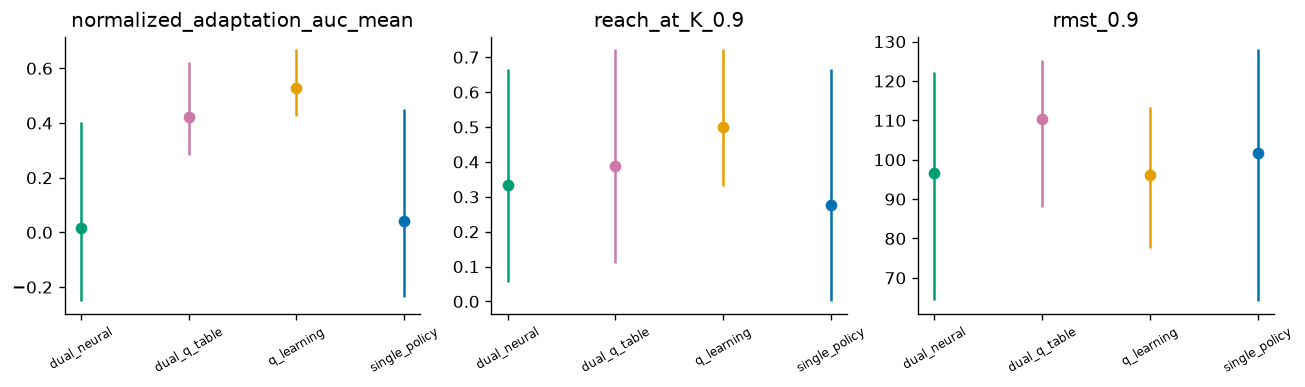 normalized_adaptation_auc_mean
0.6
0.4
0.2
0.0
−0.2
dual_neural
dual_q_table
q_learning
single_policy
reach_at_K_0.9
0.7
0.6
0.5
0.4
0.3
0.2
0.1
0.0
dual_neural
dual_q_table
q_learning
single_policy
rmst_0.9
130
120
110
100
90
80
70
dual_neural
dual_q_table
q_learning
single_policy